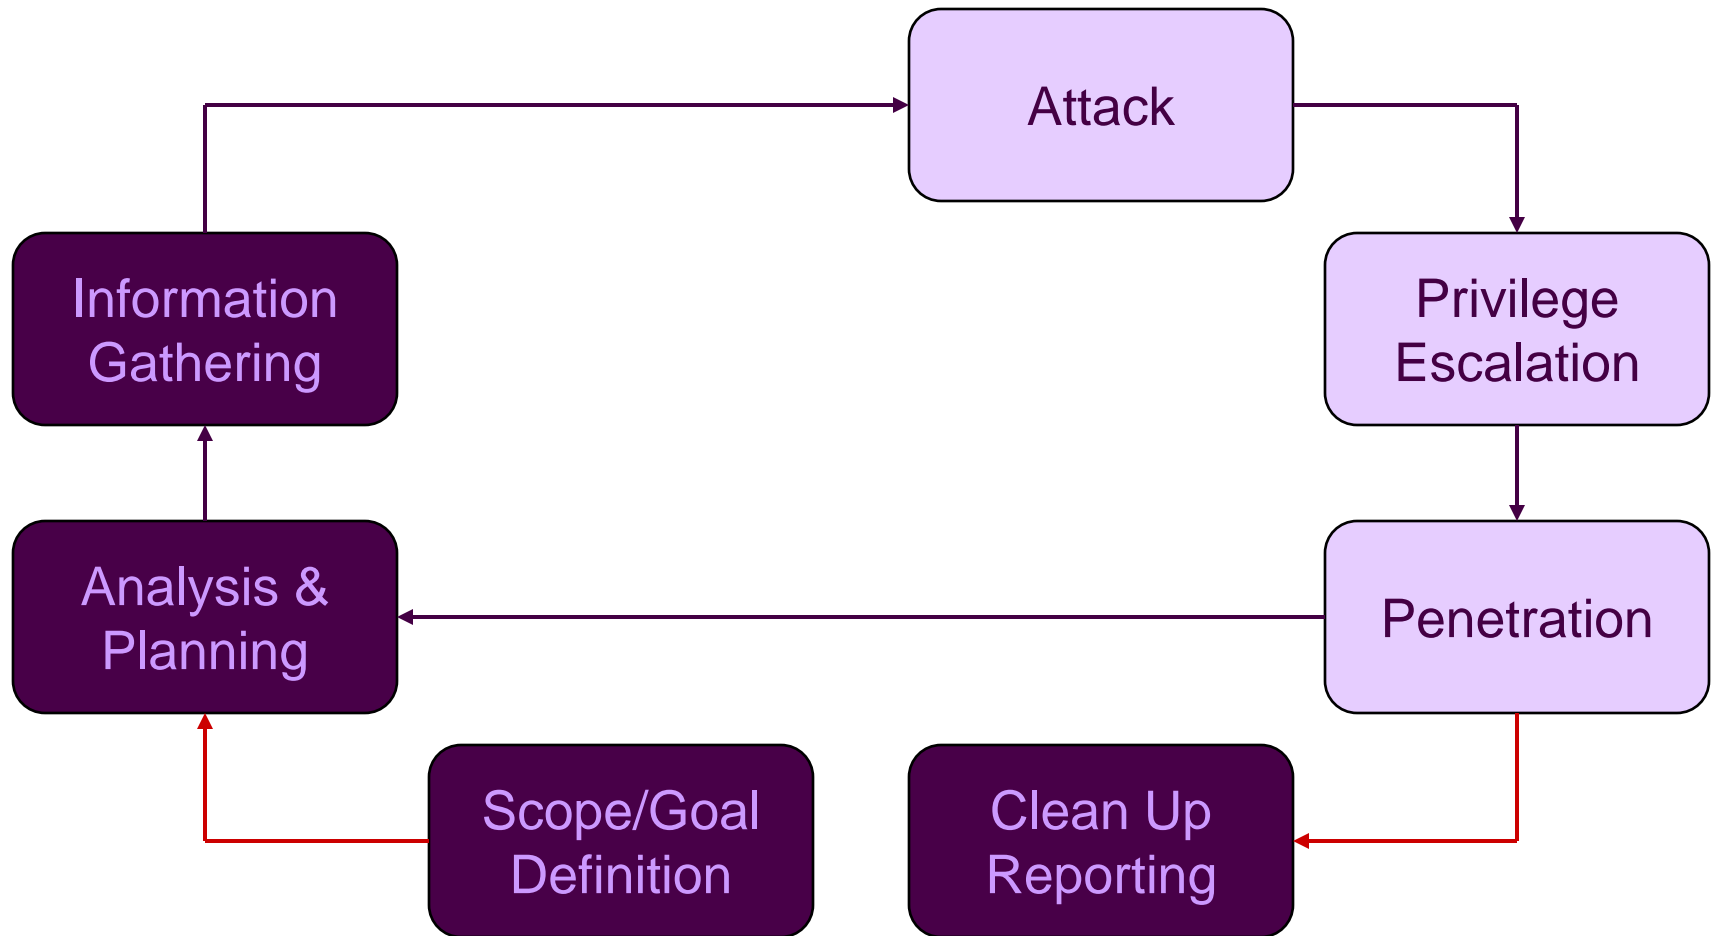 Attack
Information
Gathering
Privilege
Escalation
Analysis &
Planning
Penetration
Scope/Goal
Definition
Clean Up
Reporting